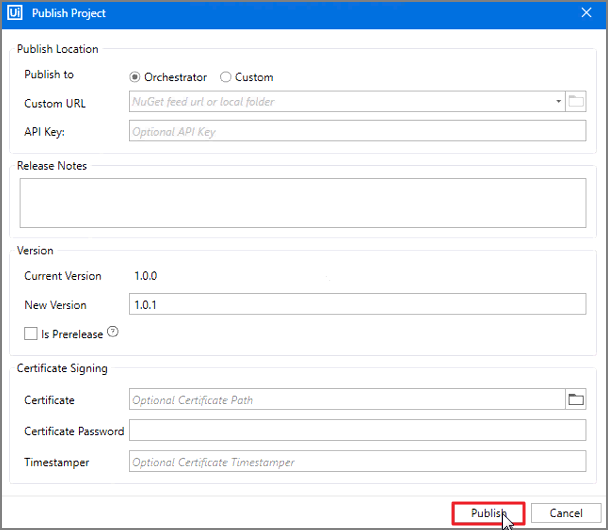 Ui Publish Project
Publish Location
Publish to Orchestrator Custom
Custom URL NuGet feed url or local folder
API Key: Optional API Key
Release Notes
Version
Current Version 1.0.0
New Version 1.0.1
Is Prerelease ?
Certificate Signing
Certificate Optional Certificate Path
Certificate Password
Timestamper Optional Certificate Timestamper
Publish Cancel